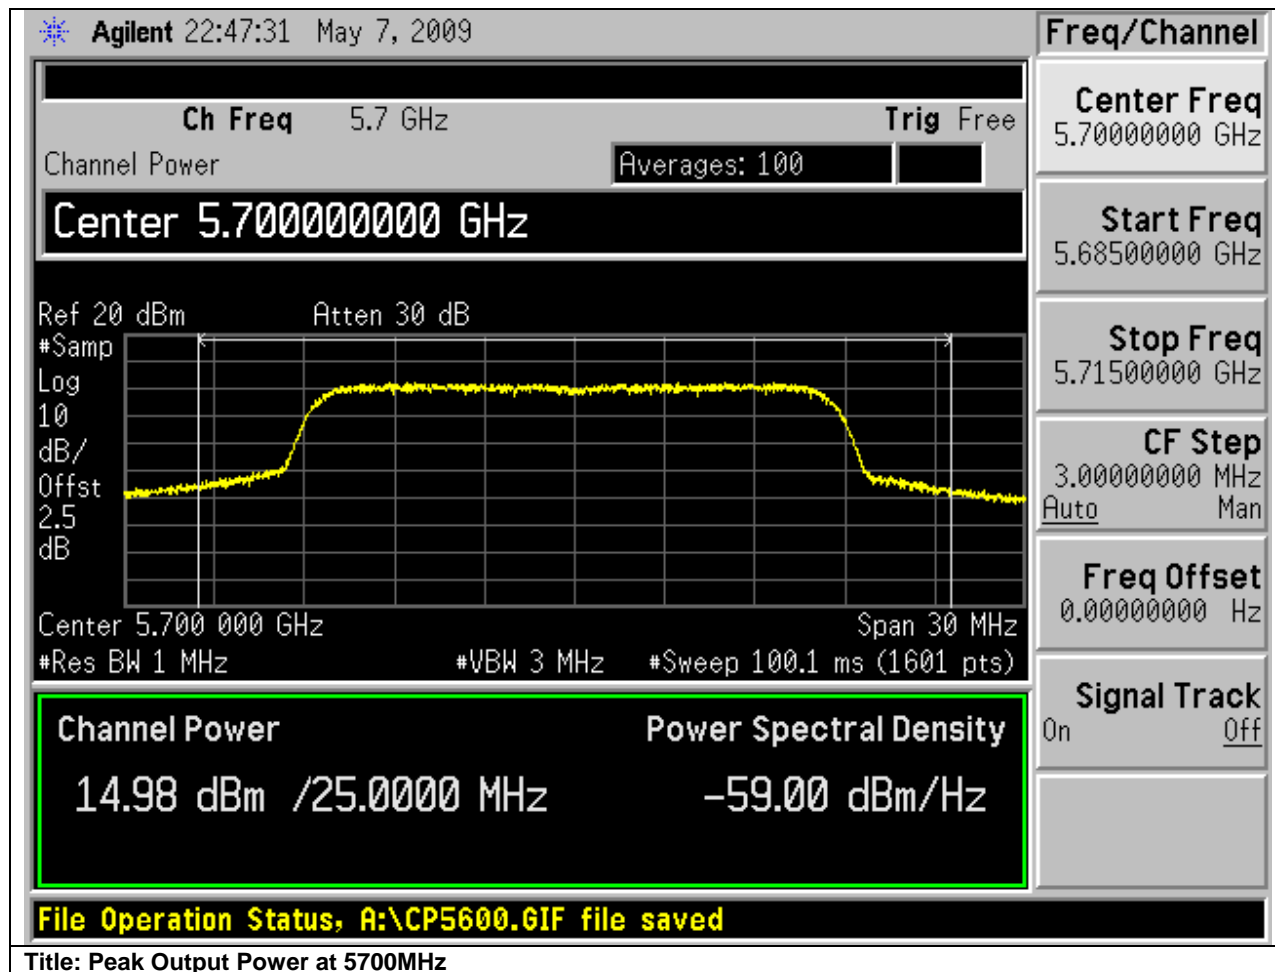 Agilent 22:47:31 May 7, 2009
Freq/Channel
Ch Freq 5.7 GHz Trig Free
Channel Power Averages: 100
Center 5.700000000 GHz
Ref 20 dBm Atten 30 dB
#Samp
Log
10
dB/
Offst
2.5
dB
Center 5.700 000 GHz Span 30 MHz
#Res BW 1 MHz #VBW 3 MHz #Sweep 100.1 ms (1601 pts)
Channel Power Power Spectral Density
14.98 dBm /25.0000 MHz -59.00 dBm/Hz
File Operation Status, A:\CP5600.GIF file saved
Center Freq
5.70000000 GHz
Start Freq
5.68500000 GHz
Stop Freq
5.71500000 GHz
CF Step
3.00000000 MHz
Auto Man
Freq Offset
0.00000000 Hz
Signal Track
On Off
Title: Peak Output Power at 5700MHz